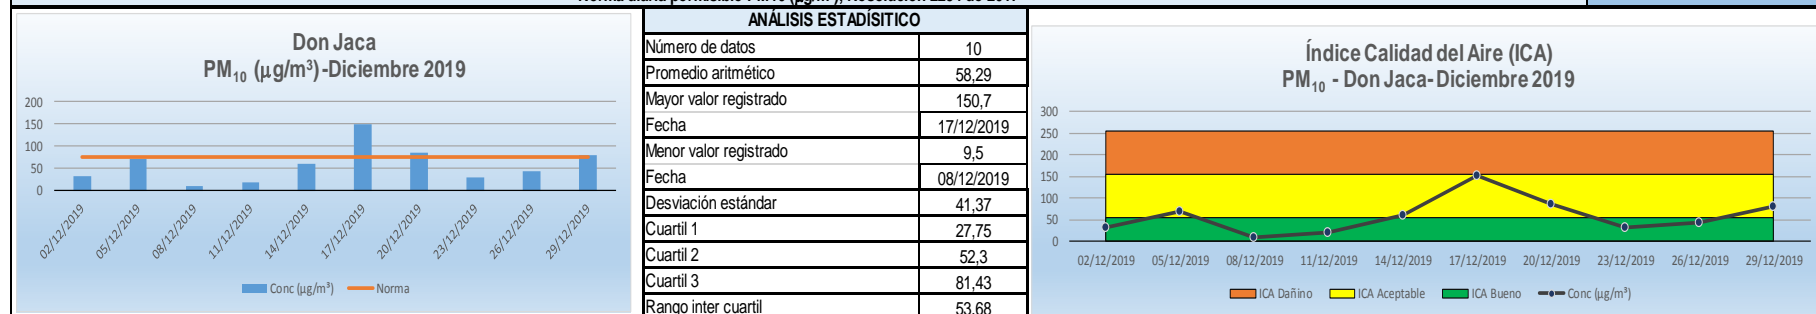 ANÁLISIS ESTADÍSITICO
Don Jaca
PM10 (µg/m³)-Diciembre 2019
200
150
100
50
0
02/12/2019
05/12/2019
08/12/2019
11/12/2019
14/12/2019
17/12/2019
20/12/2019
23/12/2019
26/12/2019
29/12/2019
Conc (µg/m³) Norma
Número de datos 10
Promedio aritmético 58,29
Mayor valor registrado 150,7
Fecha 17/12/2019
Menor valor registrado 9,5
Fecha 08/12/2019
Desviación estándar 41,37
Cuartil 1 27,75
Cuartil 2 52,3
Cuartil 3 81,43
Rango inter cuartil 53,68
Índice Calidad del Aire (ICA)
PM10 - Don Jaca- Diciembre 2019
300
250
200
150
100
50
0
02/12/2019 05/12/2019 08/12/2019 11/12/2019 14/12/2019 17/12/2019 20/12/2019 23/12/2019 26/12/2019 29/12/2019
ICA Dañino ICA Aceptable ICA Bueno Conc (µg/m³)